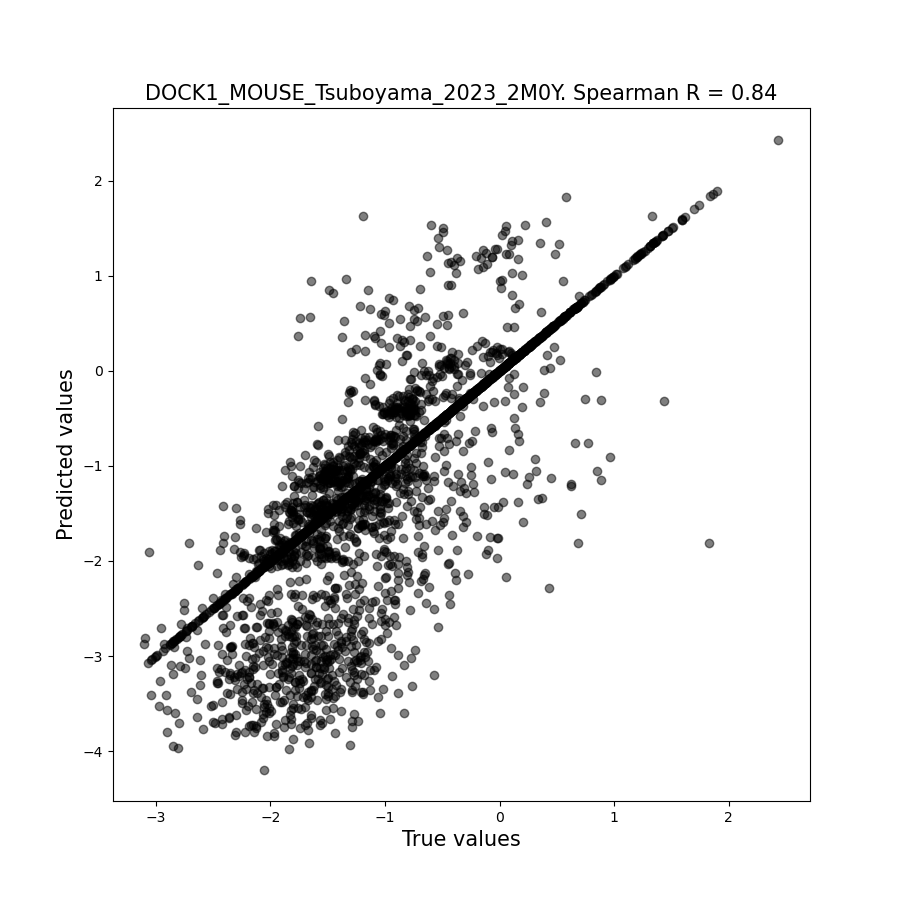 DOCK1_MOUSE_Tsuboyama_2023_2M0Y. Spearman R = 0.84
2
1
0
−1
−2
−3
−4
Predicted values
−3 −2 −1 0 1 2
True values